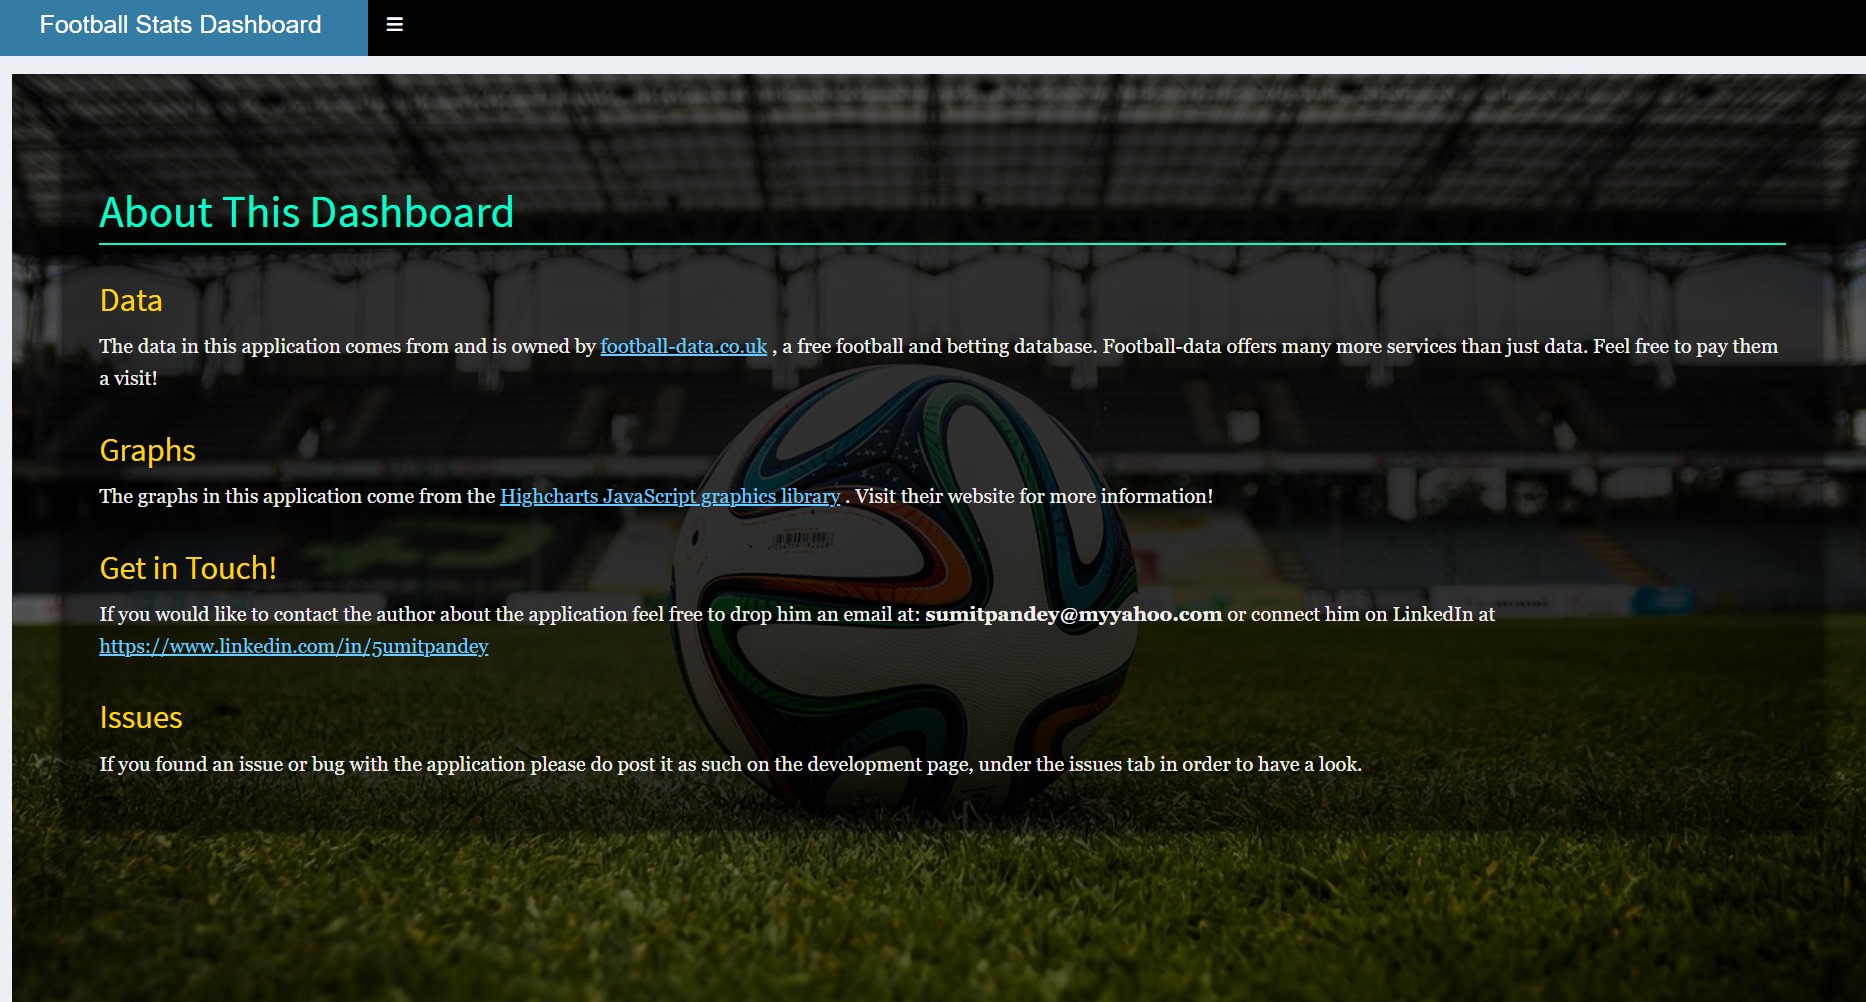 Football Stats Dashboard
About This Dashboard
Data
The data in this application comes from and is owned by football-data.co.uk , a free football and betting database. Football-data offers many more services than just data. Feel free to pay them
a visit!
Graphs
The graphs in this application come from the Highcharts JavaScript graphics library . Visit their website for more information!
Get in Touch!
If you would like to contact the author about the application feel free to drop him an email at: sumitpandey@myyahoo.com or connect him on LinkedIn at
https://www.linkedin.com/in/5umitpandey
Issues
If you found an issue or bug with the application please do post it as such on the development page, under the issues tab in order to have a look.